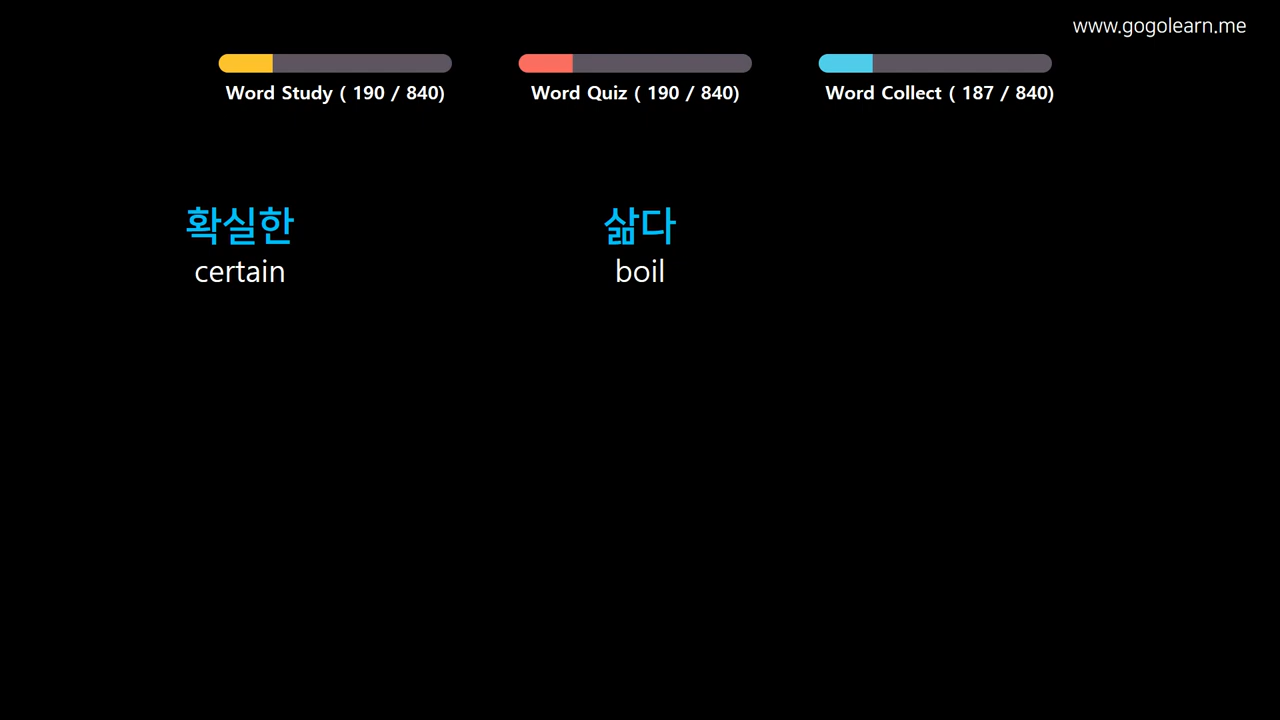 www.gogolearn.me
Word Study ( 190 / 840)
Word Quiz ( 190 / 840)
Word Collect ( 187 / 840)
확실한
certain
삶다
boil